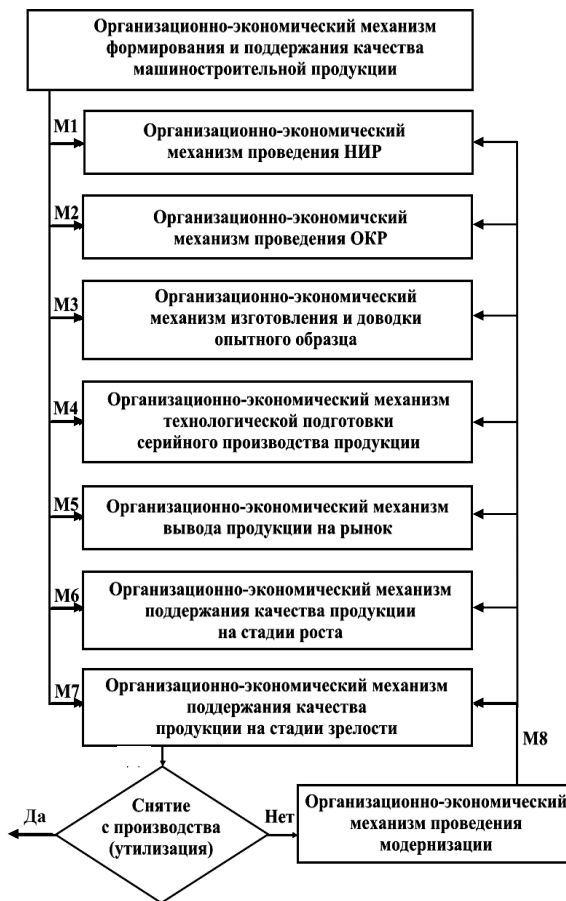 Организационно-экономический механизм
формирования и поддержания качества
машиностроительной продукции
М1
Организационно-экономический
механизм проведения НИР
М2
Организационно-экономичский
механизм проведения ОКР
М3
Организационно-экономический
механизм изготовления и доводки
опытного образца
М4
Организационно-экономический механизм
технологической подготовки
серийного производства продукции
М5
Организационно-экономический механизм
вывода продукции на рынок
М6
Организационно-экономический механизм
поддержания качества продукции
на стадии роста
М7
Организационно-экономический механизм
поддержания качества
продукции на стадии зрелости
М8
Да
Снятие
с производства
(утилизация)
Нет
Организационно-экономический
механизм проведения
модернизации